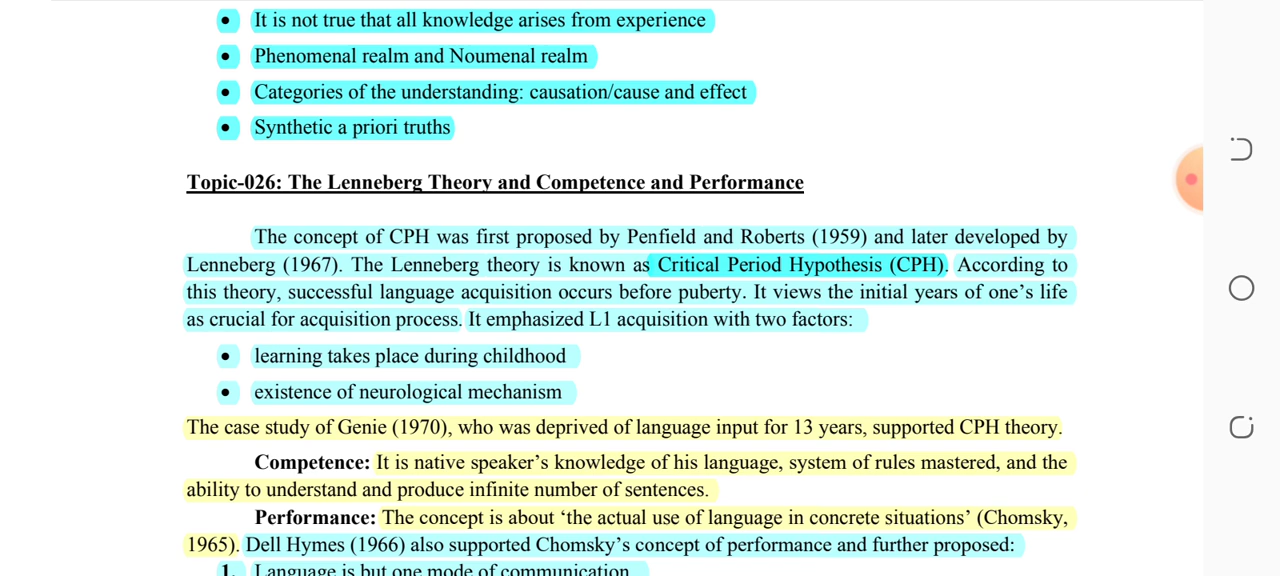 • It is not true that all knowledge arises from experience
• Phenomenal realm and Noumenal realm
• Categories of the understanding: causation/cause and effect
• Synthetic a priori truths
Topic-026: The Lenneberg Theory and Competence and Performance
The concept of CPH was first proposed by Penfield and Roberts (1959) and later developed by
Lenneberg (1967). The Lenneberg theory is known as Critical Period Hypothesis (CPH). According to
this theory, successful language acquisition occurs before puberty. It views the initial years of one’s life
as crucial for acquisition process. It emphasized L1 acquisition with two factors:
• learning takes place during childhood
• existence of neurological mechanism
The case study of Genie (1970), who was deprived of language input for 13 years, supported CPH theory.
Competence: It is native speaker’s knowledge of his language, system of rules mastered, and the
ability to understand and produce infinite number of sentences.
Performance: The concept is about ‘the actual use of language in concrete situations’ (Chomsky,
1965). Dell Hymes (1966) also supported Chomsky’s concept of performance and further proposed:
1. Language is but one mode of communication